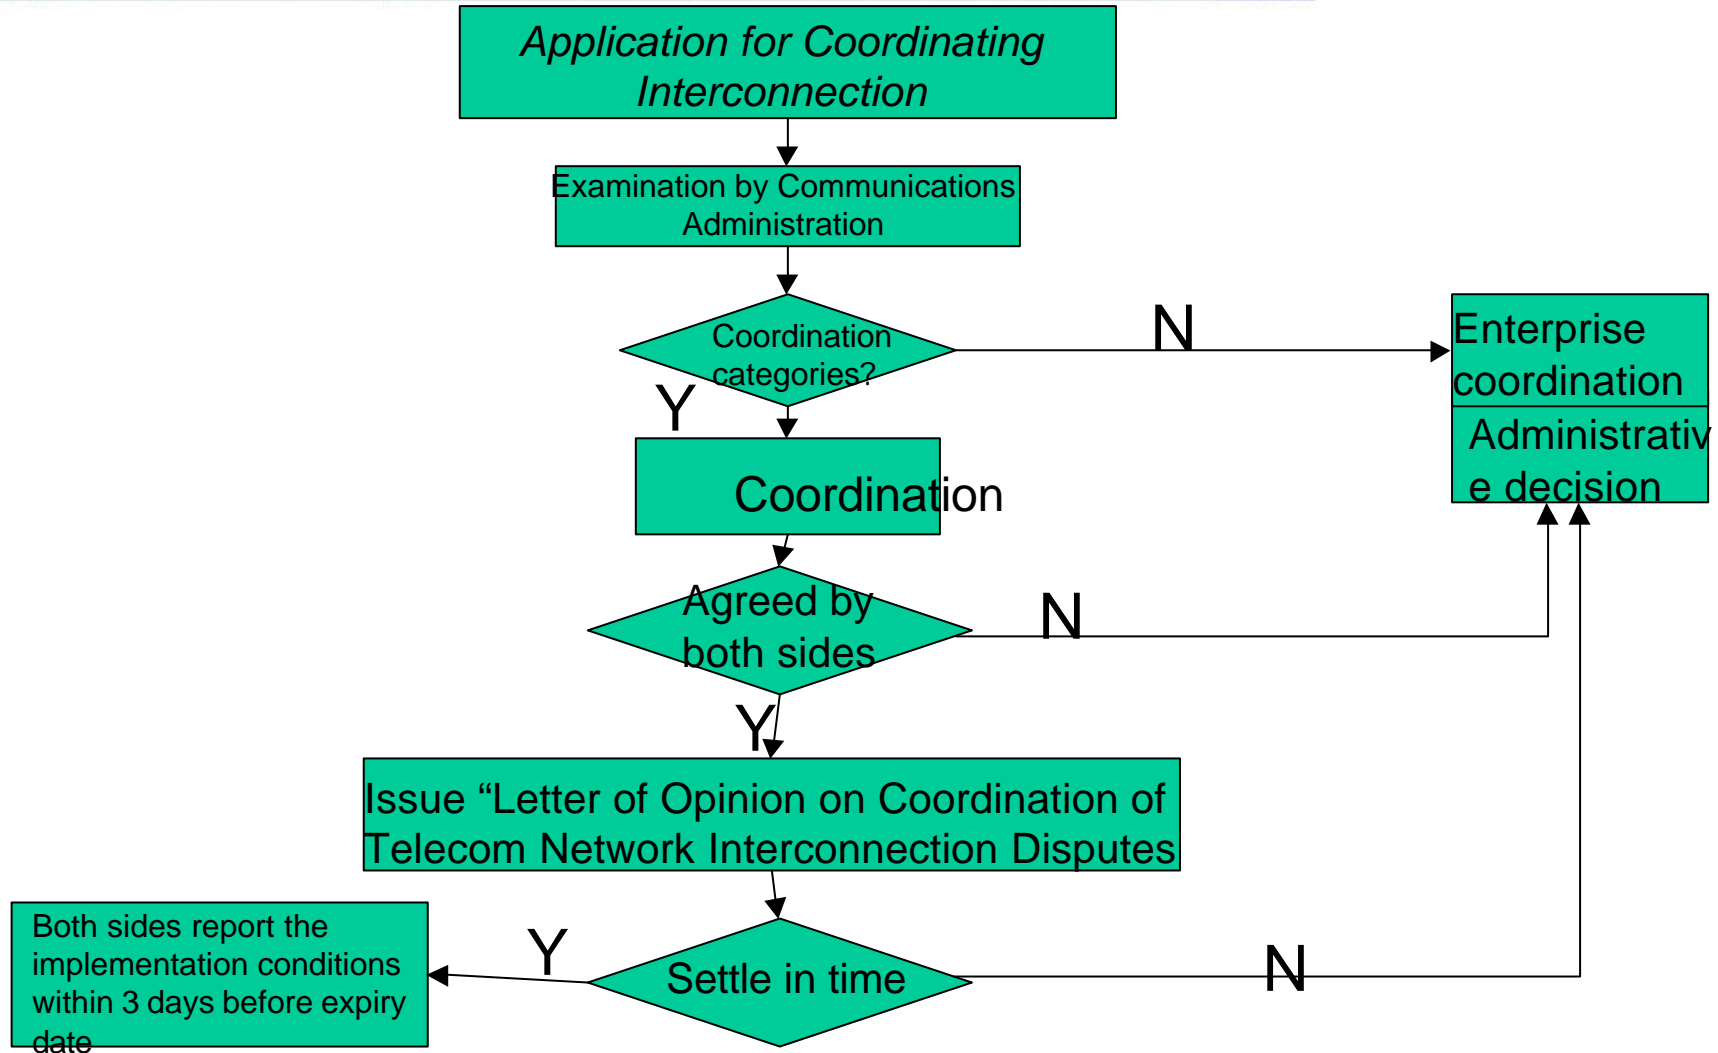 Application for Coordinating
Interconnection
Examination by Communications
Administration
Coordination
categories?
N
Enterprise
coordination
Administrativ
e decision
Y
Coordination
Agreed by
both sides
N
Y
Issue “Letter of Opinion on Coordination of
Telecom Network Interconnection Disputes
Settle in time
Y
N
Both sides report the
implementation conditions
within 3 days before expiry
date